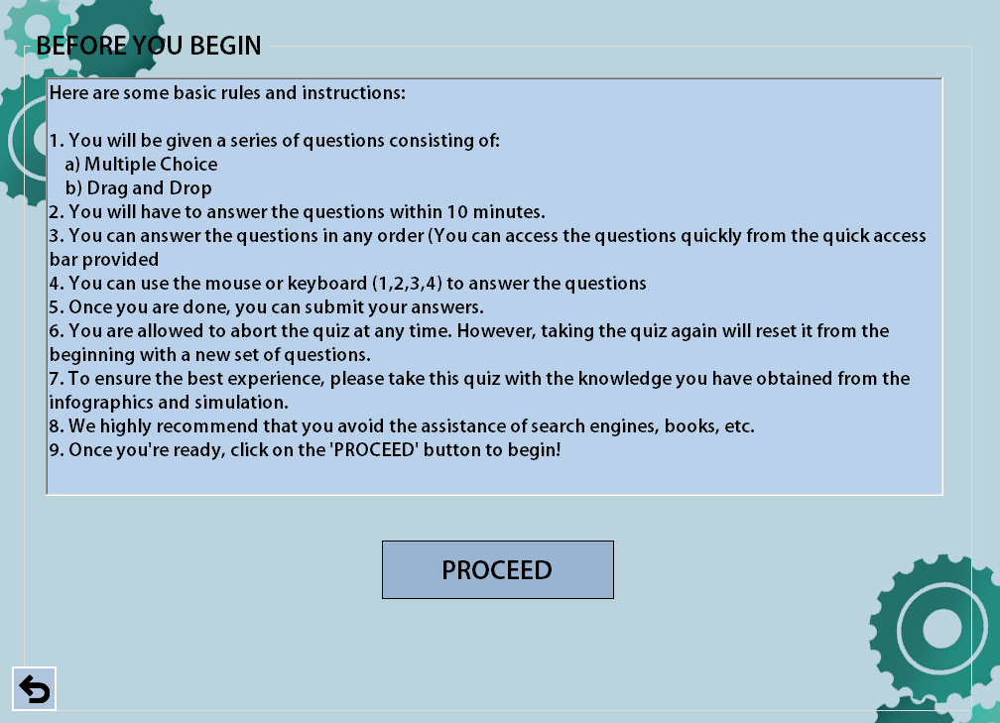 BEFORE YOU BEGIN
Here are some basic rules and instructions:
1. You will be given a series of questions consisting of:
a) Multiple Choice
b) Drag and Drop
2. You will have to answer the questions within 10 minutes.
3. You can answer the questions in any order (You can access the questions quickly from the quick access
bar provided
4. You can use the mouse or keyboard (1,2,3,4) to answer the questions
5. Once you are done, you can submit your answers.
6. You are allowed to abort the quiz at any time. However, taking the quiz again will reset it from the
beginning with a new set of questions.
7. To ensure the best experience, please take this quiz with the knowledge you have obtained from the
infographics and simulation.
8. We highly recommend that you avoid the assistance of search engines, books, etc.
9. Once you're ready, click on the 'PROCEED' button to begin!
PROCEED